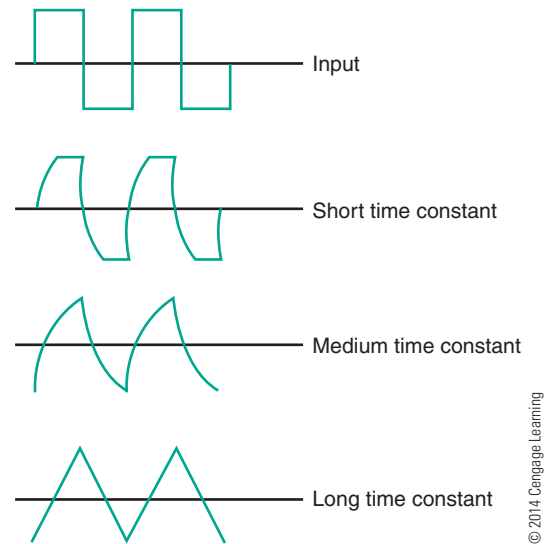 Input
Short time constant
Medium time constant
Long time constant
© 2014 Cengage Learning